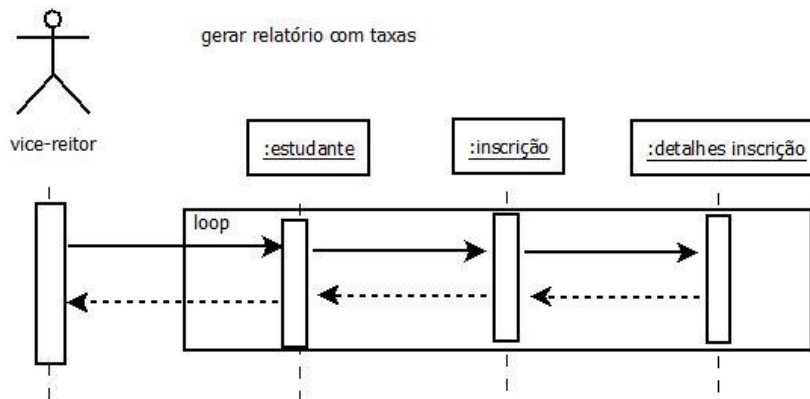 gerar relatório com taxas
vice-reitor
:estudante
:inscrição
:detalhes inscrição
loop